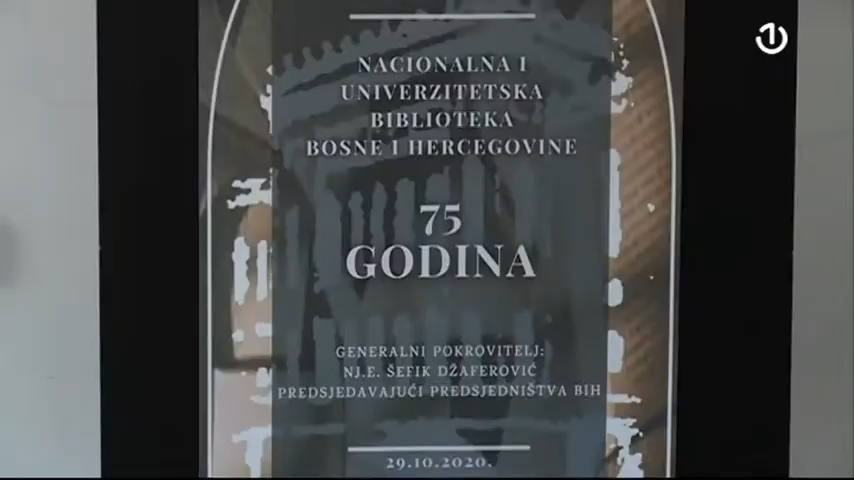 NACIONALNA I
UNIVERZITETSKA
BIBLIOTEKA
BOSNE I HERCEGOVINE
75
GODINA
GENERALNI POKROVITELJ:
NJ.E. ŠEFIK DŽAFEROVIĆ
PREDSJEDAVAJUĆI PREDSJEDNIŠTVA BIH
29.10.2020.